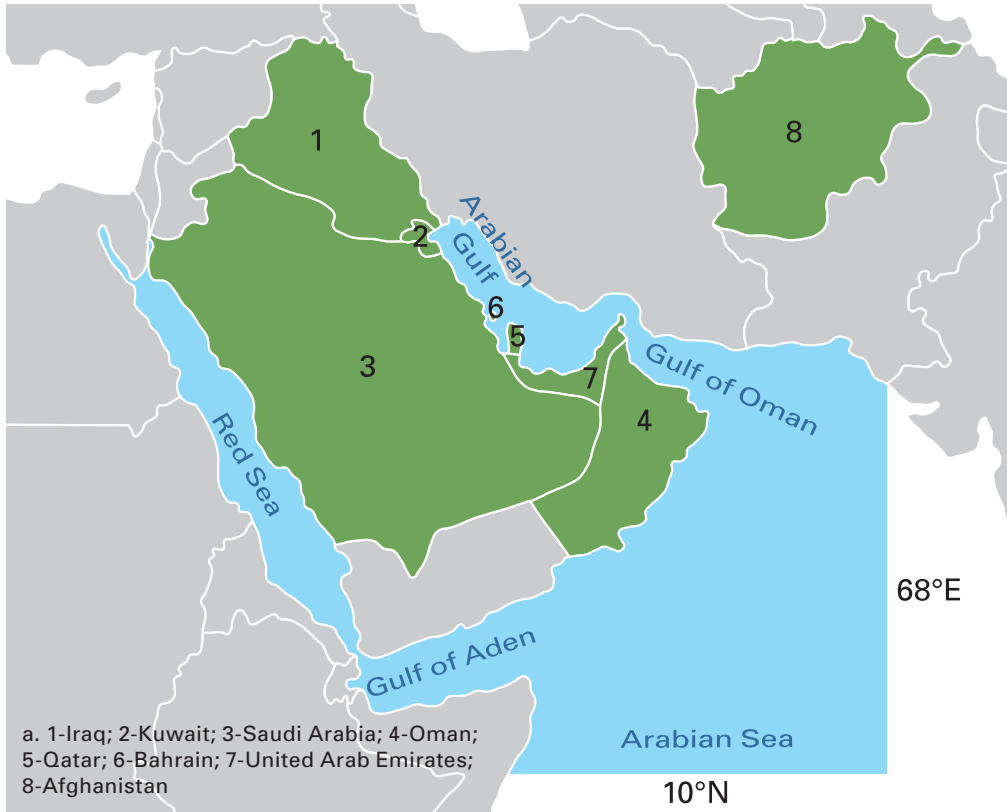 1
8
Arabian
Gulf
2
6
5
3
7
Gulf of Oman
4
Red Sea
68°E
Gulf of Aden
a. 1-Iraq; 2-Kuwait; 3-Saudi Arabia; 4-Oman;
5-Qatar; 6-Bahrain; 7-United Arab Emirates;
8-Afghanistan
Arabian Sea
10°N